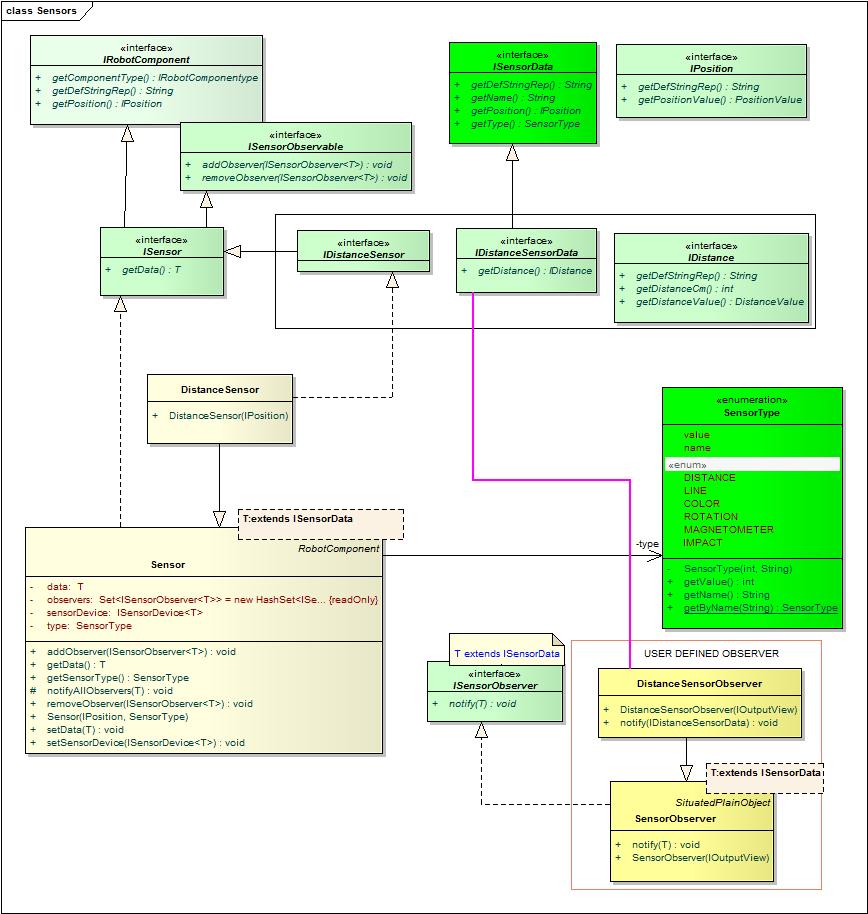 class Sensors
«interface»
IRobotComponent
+ getComponentType() : IRobotComponentype
+ getDefStringRep() : String
+ getPosition() : IPosition
«interface»
ISensorObservable
+ addObserver(ISensorObserver<T>) : void
+ removeObserver(ISensorObserver<T>) : void
«interface»
ISensorData
+ getDefStringRep() : String
+ getName() : String
+ getPosition() : IPosition
+ getType() : SensorType
«interface»
IPosition
+ getDefStringRep() : String
+ getPositionValue() : PositionValue
«interface»
ISensor
+ getData() : T
«interface»
IDistanceSensor
«interface»
IDistanceSensorData
+ getDistance() : IDistance
«interface»
IDistance
+ getDefStringRep() : String
+ getDistanceCm() : int
+ getDistanceValue() : DistanceValue
DistanceSensor
+ DistanceSensor(IPosition)
«enumeration»
SensorType
value
name
«enum»
DISTANCE
LINE
COLOR
ROTATION
MAGNETOMETER
IMPACT
- SensorType(int, String)
+ getValue() : int
+ getName() : String
+ getByName(String) : SensorType
-type
T:extends ISensorData
RobotComponent
Sensor
- data: T
- observers: Set<ISensorObserver<T>> = new HashSet<ISe... {readOnly}
- sensorDevice: ISensorDevice<T>
- type: SensorType
+ addObserver(ISensorObserver<T>) : void
+ getData() : T
+ getSensorType() : SensorType
# notifyAllObservers(T) : void
+ removeObserver(ISensorObserver<T>) : void
+ Sensor(IPosition, SensorType)
+ setData(T) : void
+ setSensorDevice(ISensorDevice<T>) : void
T extends ISensorData
«interface»
ISensorObserver
+ notify(T) : void
USER DEFINED OBSERVER
DistanceSensorObserver
+ DistanceSensorObserver(IOutputView)
+ notify(IDistanceSensorData) : void
T:extends ISensorData
SituatedPlainObject
SensorObserver
+ notify(T) : void
+ SensorObserver(IOutputView)